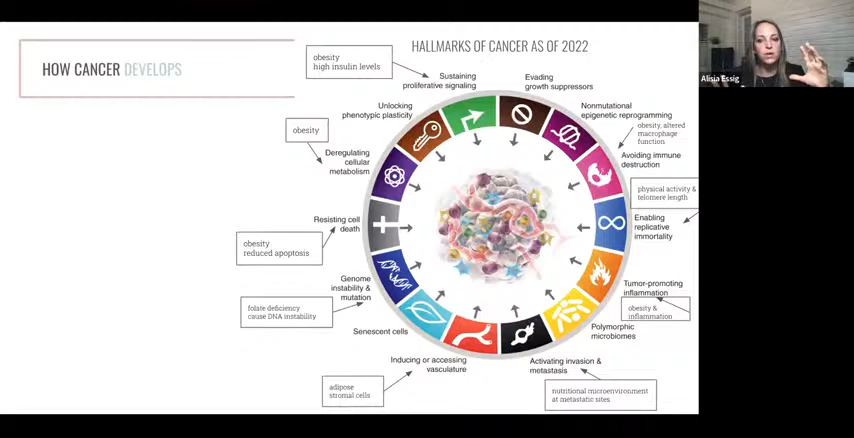 HOW CANCER DEVELOPS
HALLMARKS OF CANCER AS OF 2022
Alisia Essig
obesity
high insulin levels
Sustaining
proliferative signaling
Evading
growth suppressors
Unlocking
phenotypic plasticity
Nonmutational
epigenetic reprogramming
obesity
obesity, altered
macrophage
function
Deregulating
cellular
metabolism
Avoiding immune
destruction
physical activity &
telomere length
Resisting cell
death
Enabling
replicative
immortality
obesity
reduced apoptosis
Genome
instability &
mutation
Tumor-promoting
inflammation
folate deficiency
cause DNA instability
obesity &
inflammation
Senescent cells
Polymorphic
microbiomes
Inducing or accessing
vasculature
Activating invasion &
metastasis
adipose
stromal cells
nutritional microenvironment
at metastatic sites.